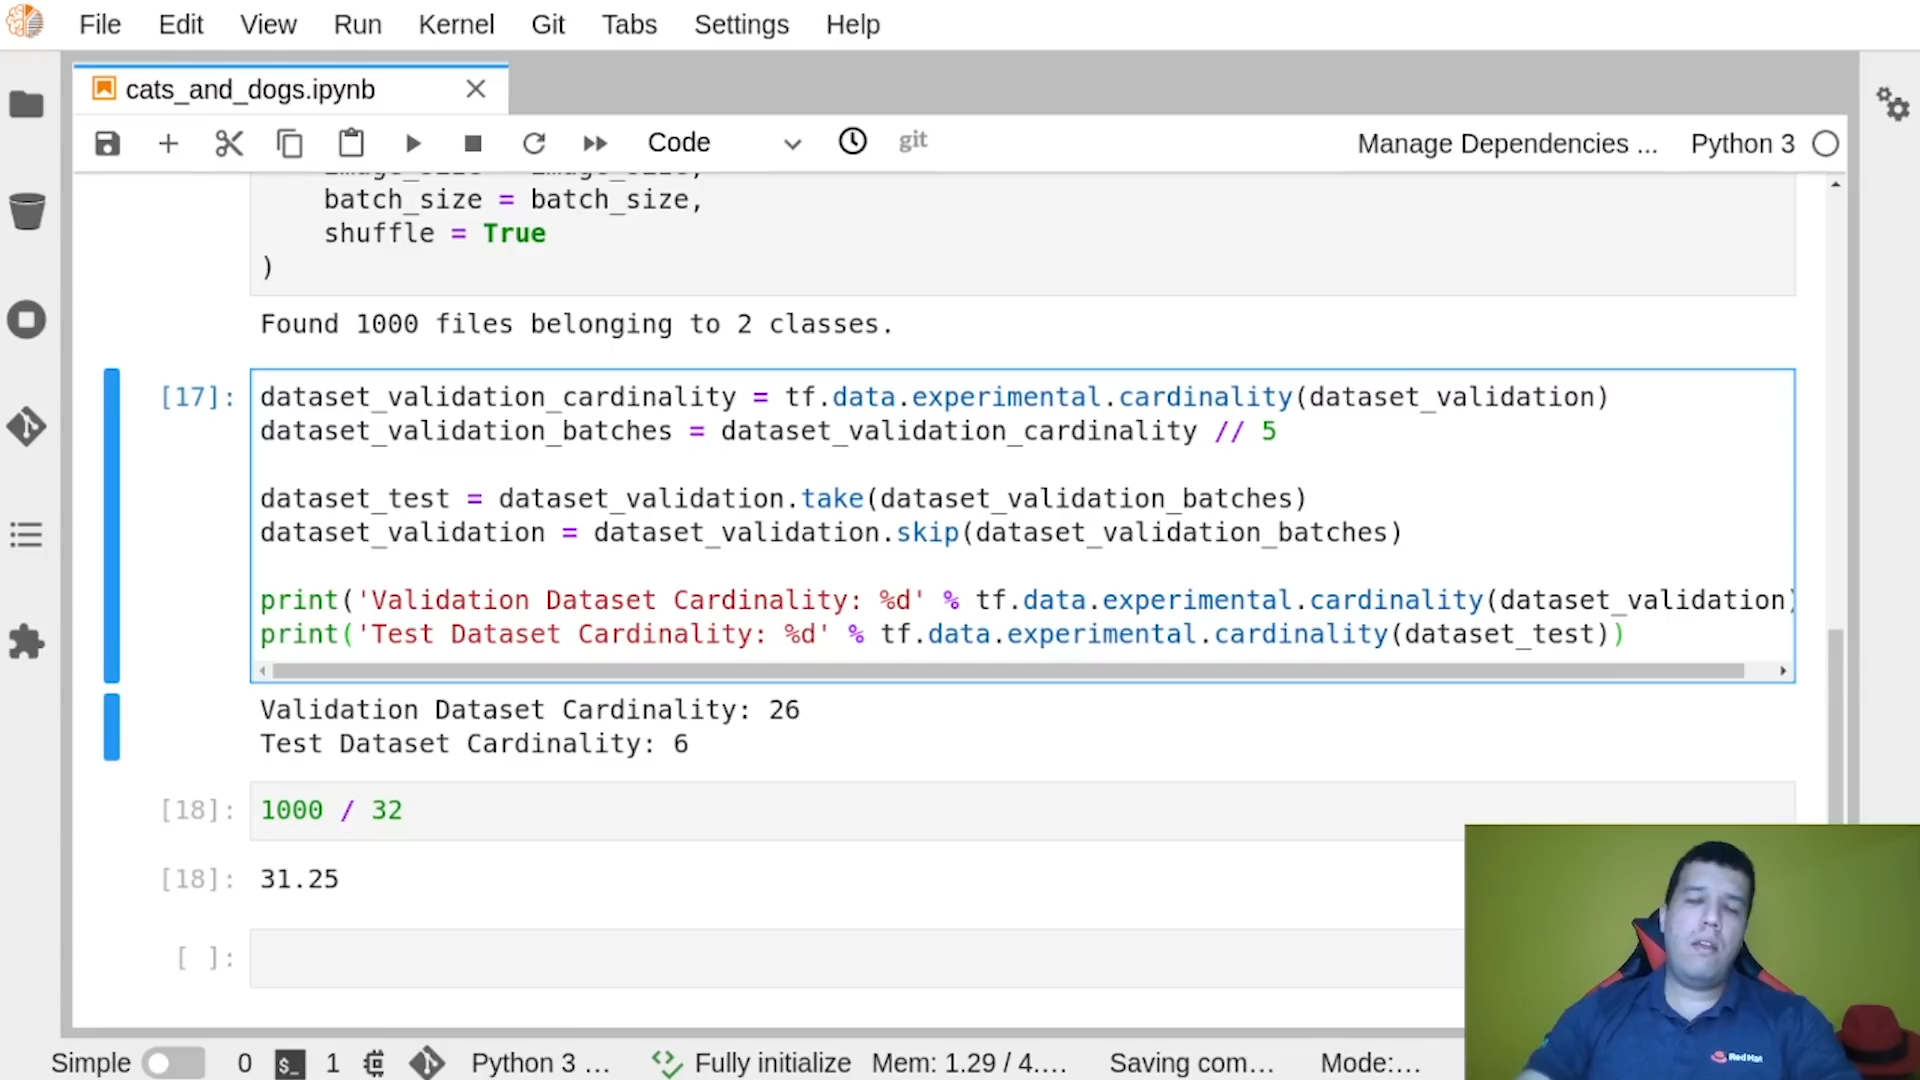 File Edit View Run Kernel Git Tabs Settings Help
cats_and_dogs.ipynb
Code git Manage Dependencies ... Python 3
batch_size = batch_size,
shuffle = True
)
Found 1000 files belonging to 2 classes.
[17]: dataset_validation_cardinality = tf.data.experimental.cardinality(dataset_validation)
dataset_validation_batches = dataset_validation_cardinality // 5
dataset_test = dataset_validation.take(dataset_validation_batches)
dataset_validation = dataset_validation.skip(dataset_validation_batches)
print('Validation Dataset Cardinality: %d' % tf.data.experimental.cardinality(dataset_validation)
print('Test Dataset Cardinality: %d' % tf.data.experimental.cardinality(dataset_test))
Validation Dataset Cardinality: 26
Test Dataset Cardinality: 6
[18]: 1000 / 32
[18]: 31.25
[ ]:
Red Hat
Simple 0 $_ 1 Python 3 ... Fully initialize Mem: 1.29 / 4.... Saving com... Mode:...